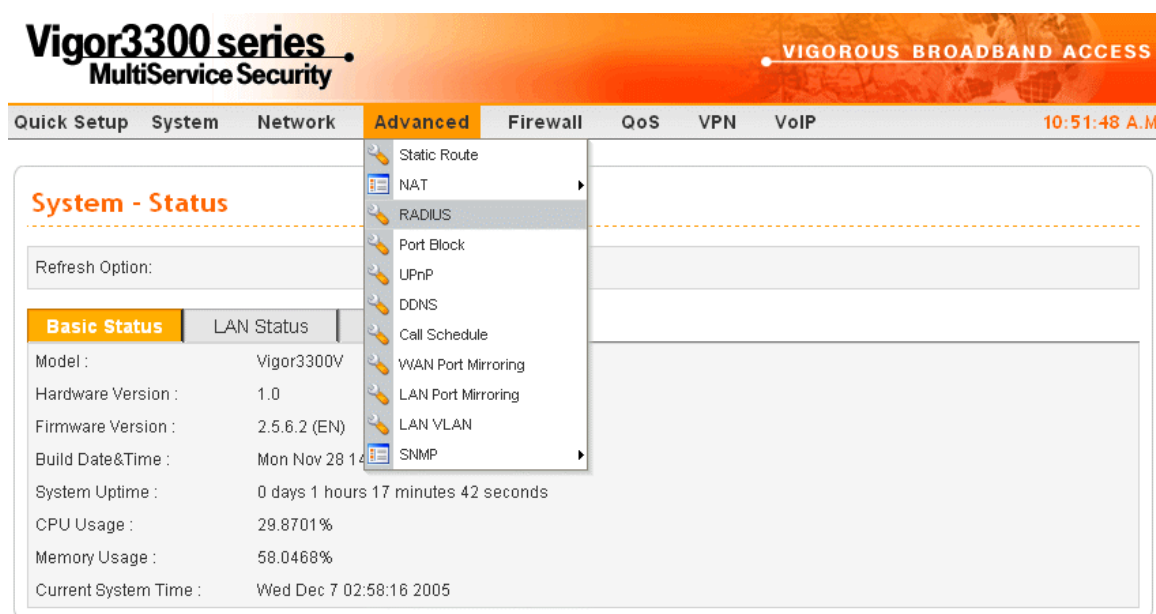 Vigor3300 series
MultiService Security
VIGOROUS BROADBAND ACCESS
Quick Setup System Network Advanced Firewall QoS VPN VoIP 10:51:48 A.M
Static Route
NAT
RADIUS
Port Block
UPnP
DDNS
Call Schedule
WAN Port Mirroring
LAN Port Mirroring
LAN VLAN
SNMP
System - Status
Refresh Option:
Basic Status LAN Status
Model : Vigor3300V
Hardware Version : 1.0
Firmware Version : 2.5.6.2 (EN)
Build Date&Time : Mon Nov 28 14
System Uptime : 0 days 1 hours 17 minutes 42 seconds
CPU Usage : 29.8701%
Memory Usage : 58.0468%
Current System Time : Wed Dec 7 02:58:16 2005